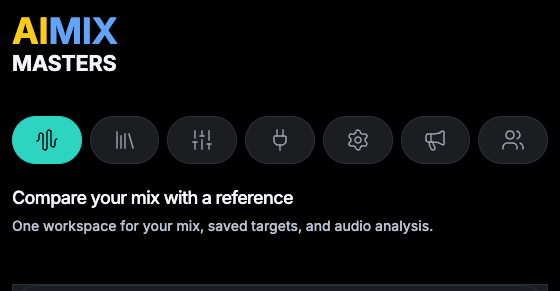 AIMIX
MASTERS
Compare your mix with a reference
One workspace for your mix, saved targets, and audio analysis.